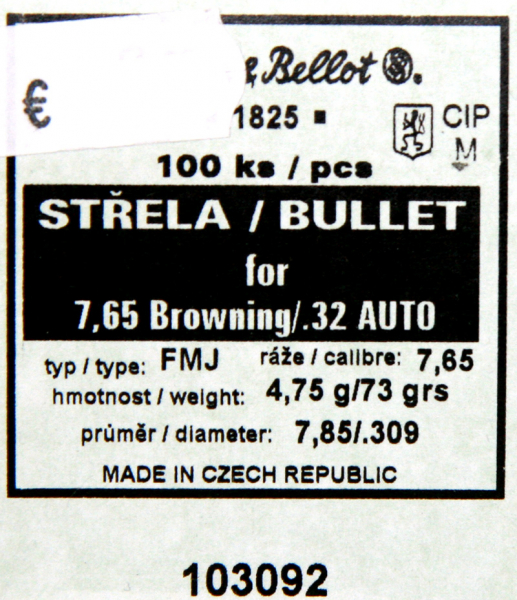 €
& Bellot
1825 ▪
CIP
M
100 ks / pcs
STŘELA / BULLET
for
7,65 Browning/.32 AUTO
typ / type: FMJ ráže / calibre: 7,65
hmotnost / weight: 4,75 g/73 grs
průměr / diameter: 7,85/.309
MADE IN CZECH REPUBLIC
103092